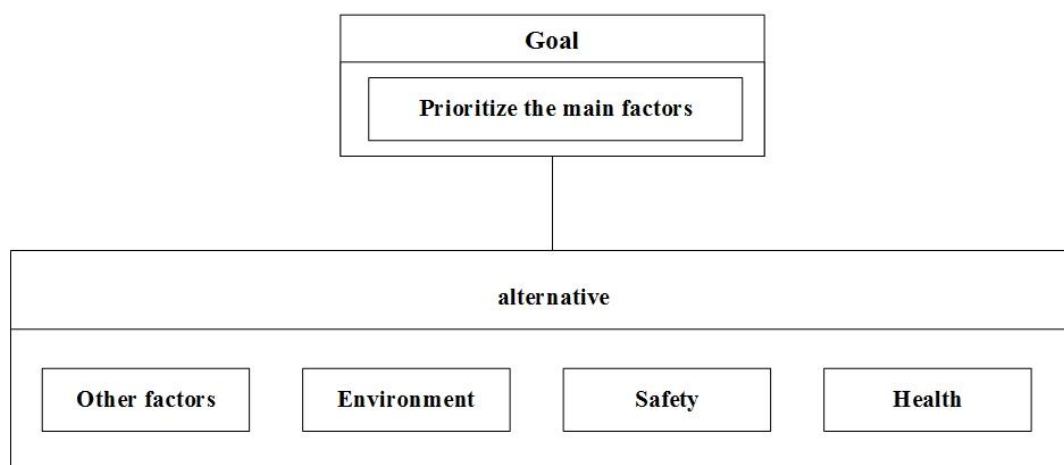 Goal
Prioritize the main factors
alternative
Other factors
Environment
Safety
Health